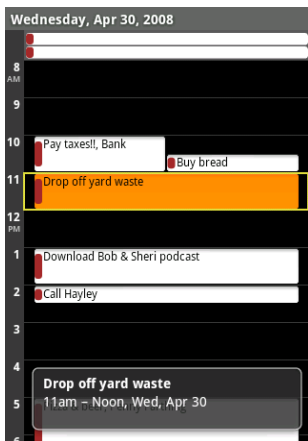 Wednesday, Apr 30, 2008
8
AM
9
10
Pay taxes!!, Bank
Buy bread
11
Drop off yard waste
12
PM
1
Download Bob & Sheri podcast
2
Call Hayley
3
4
Drop off yard waste
11am – Noon, Wed, Apr 30
5
6